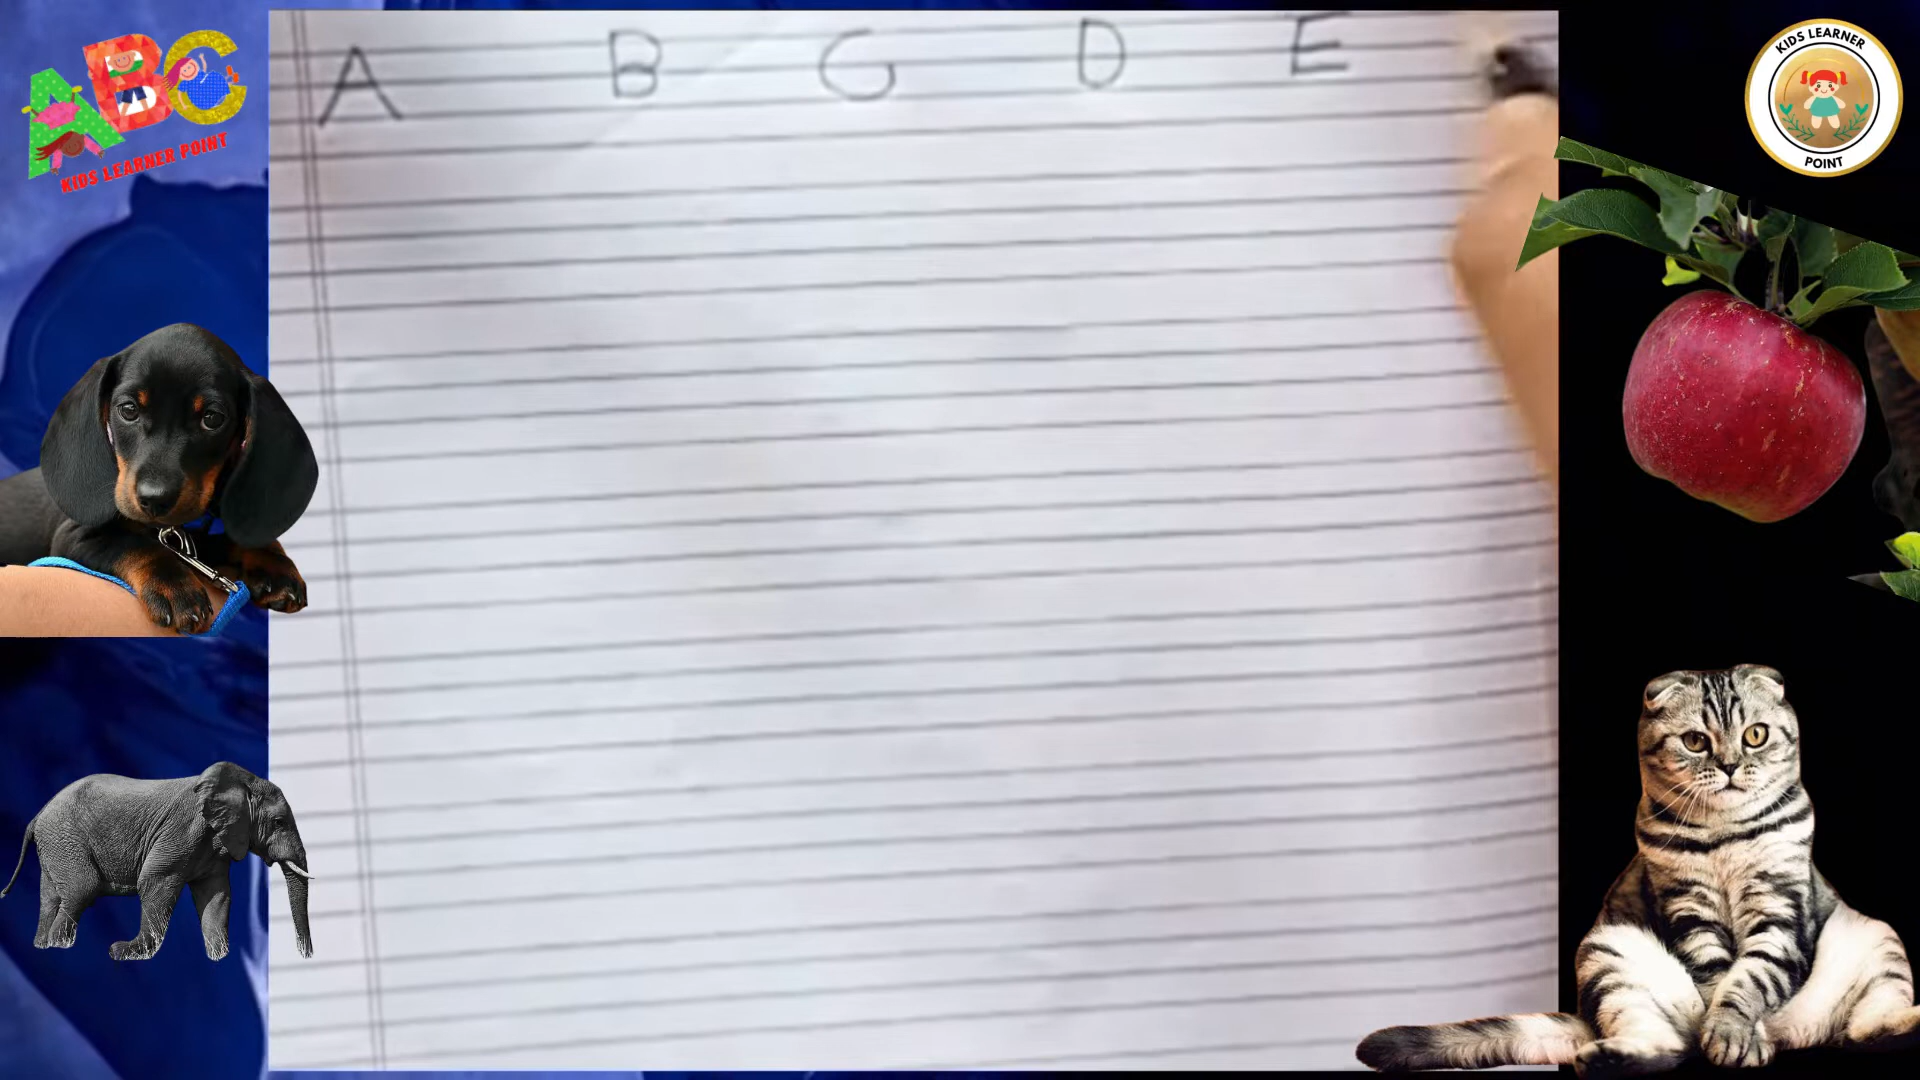 A B G D E
ABC
KIDS LEARNER POINT
KIDS LEARNER
POINT